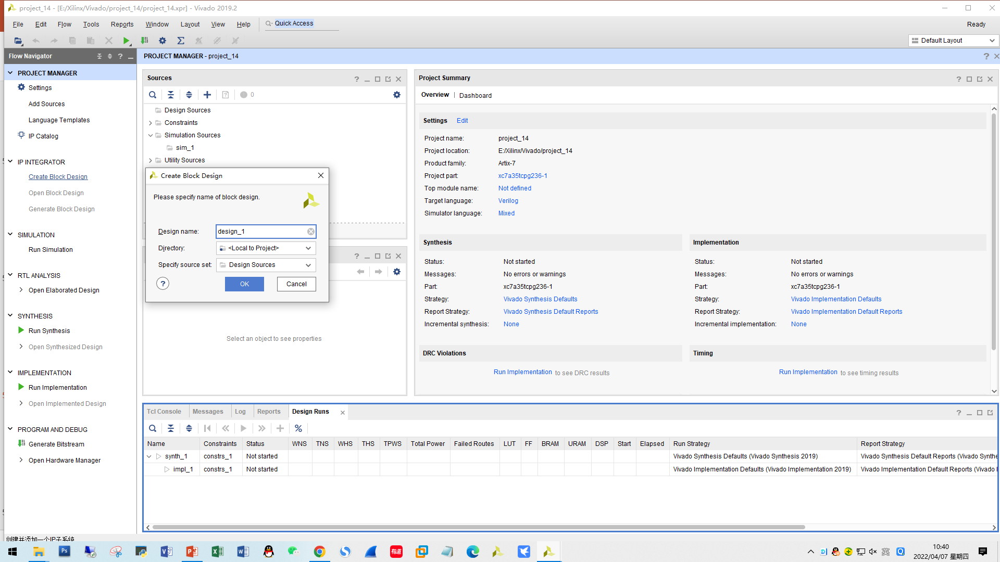 project_14 - [E:/Xilinx/Vivado/project_14/project_14.xpr] - Vivado 2019.2
File Edit Flow Tools Reports Window Layout View Help Quick Access Ready
Default Layout
Flow Navigator
PROJECT MANAGER - project_14
PROJECT MANAGER
Settings
Add Sources
Language Templates
IP Catalog
IP INTEGRATOR
Create Block Design
Open Block Design
Generate Block Design
SIMULATION
Run Simulation
RTL ANALYSIS
Open Elaborated Design
SYNTHESIS
Run Synthesis
Open Synthesized Design
IMPLEMENTATION
Run Implementation
Open Implemented Design
PROGRAM AND DEBUG
Generate Bitstream
Open Hardware Manager
Sources
0
Design Sources
Constraints
Simulation Sources
sim_1
Utility Sources
Create Block Design
Please specify name of block design.
Design name: design_1
Directory: <Local to Project>
Specify source set: Design Sources
OK Cancel
Select an object to see properties
Project Summary
Overview | Dashboard
Settings Edit
Project name: project_14
Project location: E:/Xilinx/Vivado/project_14
Product family: Artix-7
Project part: xc7a35tcpg236-1
Top module name: Not defined
Target language: Verilog
Simulator language: Mixed
Synthesis
Status: Not started
Messages: No errors or warnings
Part: xc7a35tcpg236-1
Strategy: Vivado Synthesis Defaults
Report Strategy: Vivado Synthesis Default Reports
Incremental synthesis: None
Implementation
Status: Not started
Messages: No errors or warnings
Part: xc7a35tcpg236-1
Strategy: Vivado Implementation Defaults
Report Strategy: Vivado Implementation Default Reports
Incremental implementation: None
DRC Violations
Run Implementation to see DRC results
Timing
Run Implementation to see timing results
Tcl Console Messages Log Reports Design Runs
Name Constraints Status WNS TNS WHS THS TPWS Total Power Failed Routes LUT FF BRAM URAM DSP Start Elapsed Run Strategy Report Strategy
synth_1 constrs_1 Not started Vivado Synthesis Defaults (Vivado Synthesis 2019) Vivado Synthesis Default Reports (Vivado Synthe
impl_1 constrs_1 Not started Vivado Implementation Defaults (Vivado Implementation 2019) Vivado Implementation Default Reports (Vivado I
创建并添加一个IP子系统
Ps
有道
英
10:40
2022/04/07 星期四